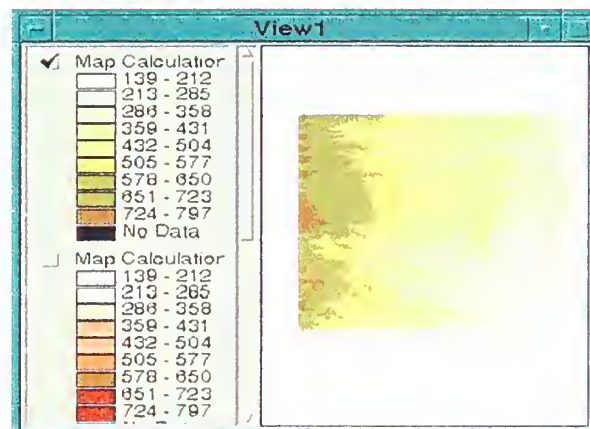 View1
Map Calculation
139 - 212
213 - 285
286 - 358
359 - 431
432 - 504
505 - 577
578 - 650
651 - 723
724 - 797
No Data
Map Calculation
139 - 212
213 - 285
286 - 358
359 - 431
432 - 504
505 - 577
578 - 650
651 - 723
724 - 797
No Data